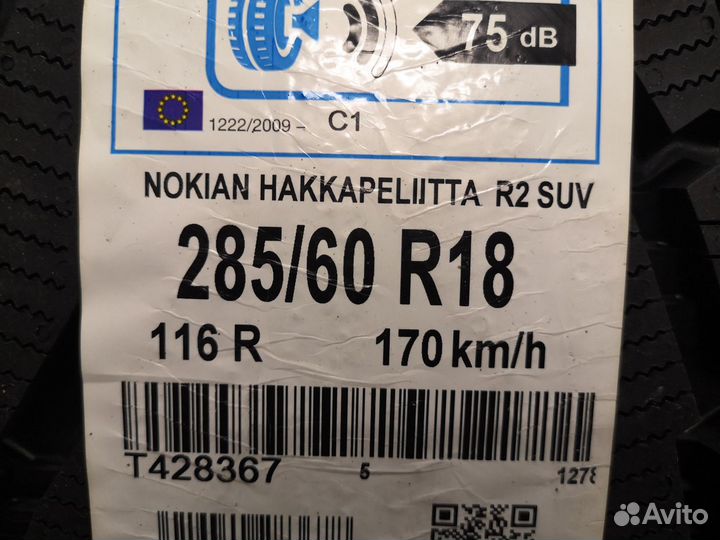 75 dB
1222/2009 – C1
NOKIAN HAKKAPELIITTA R2 SUV
285/60 R18
116 R 170 km/h
T428367 5 1278
Avito